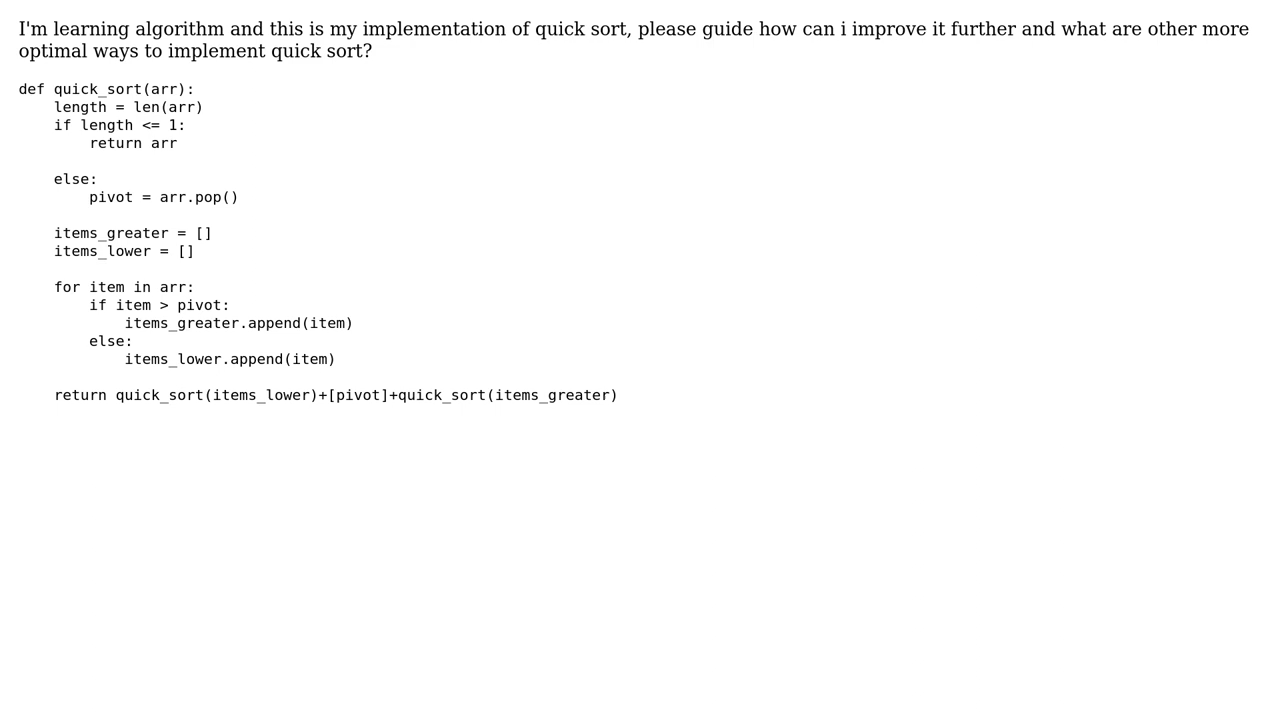 I'm learning algorithm and this is my implementation of quick sort, please guide how can i improve it further and what are other more
optimal ways to implement quick sort?
def quick_sort(arr):
    length = len(arr)
    if length <= 1:
        return arr

    else:
        pivot = arr.pop()

    items_greater = []
    items_lower = []

    for item in arr:
        if item > pivot:
            items_greater.append(item)
        else:
            items_lower.append(item)

    return quick_sort(items_lower)+[pivot]+quick_sort(items_greater)